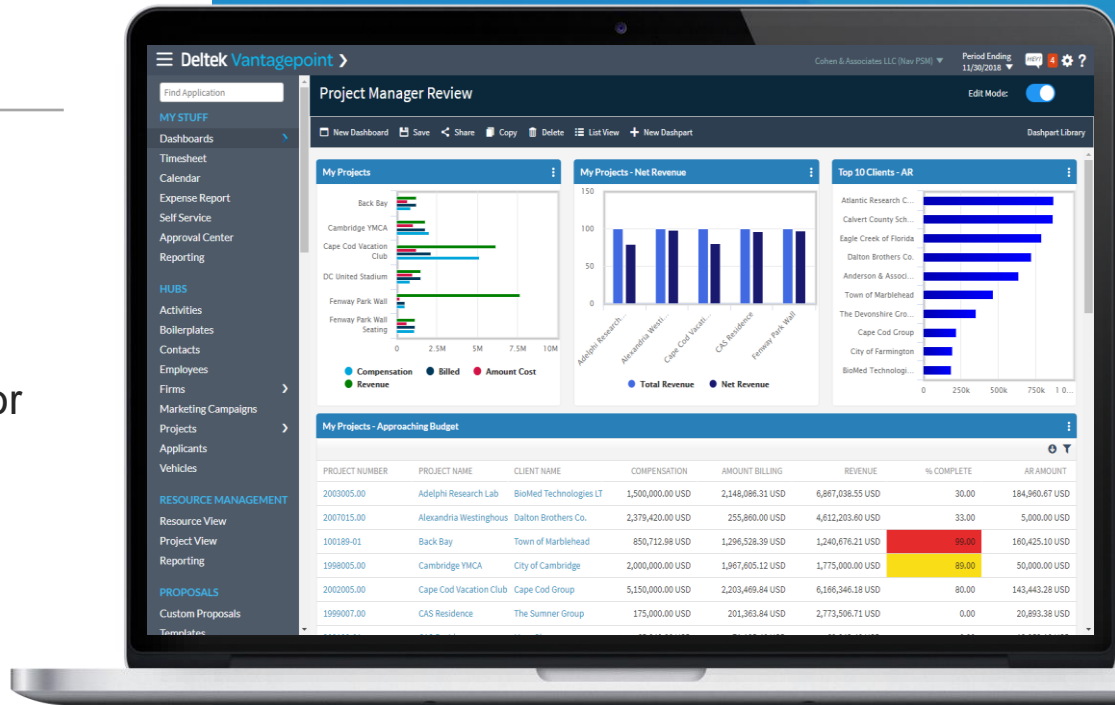 or
Deltek Vantagepoint
Cohen & Associates LLC (Nav PSM)
Period Ending
11/30/2018
HEY!
4
?
Find Application
MY STUFF
Dashboards
Timesheet
Calendar
Expense Report
Self Service
Approval Center
Reporting
HUBS
Activities
Boilerplates
Contacts
Employees
Firms
Marketing Campaigns
Projects
Applicants
Vehicles
RESOURCE MANAGEMENT
Resource View
Project View
Reporting
PROPOSALS
Custom Proposals
Templates
Project Manager Review
Edit Mode:
New Dashboard Save Share Copy Delete List View New Dashpart Dashpart Library
My Projects
Back Bay
Cambridge YMCA
Cape Cod Vacation
Club
DC United Stadium
Fenway Park Wall
Fenway Park Wall
Seating
0 2.5M 5M 7.5M 10M
Compensation Billed Amount Cost
Revenue
My Projects - Net Revenue
150
100
50
0
Adelphi Research... Alexandria Westi... Cape Cod Vacati... CAS Residence Fenway Park Wall
Total Revenue Net Revenue
Top 10 Clients - AR
Atlantic Research C...
Calvert County Sch...
Eagle Creek of Florida
Dalton Brothers Co.
Anderson & Associ...
Town of Marblehead
The Devonshire Gro...
Cape Cod Group
City of Farmington
BioMed Technologi...
0 250k 500k 750k 1 0...
My Projects - Approaching Budget
PROJECT NUMBER PROJECT NAME CLIENT NAME COMPENSATION AMOUNT BILLING REVENUE % COMPLETE AR AMOUNT
2003005.00 Adelphi Research Lab BioMed Technologies LT 1,500,000.00 USD 2,148,086.31 USD 6,867,038.55 USD 30.00 184,960.67 USD
2007015.00 Alexandria Westinghous Dalton Brothers Co. 2,379,420.00 USD 255,860.00 USD 4,612,203.60 USD 33.00 5,000.00 USD
100189-01 Back Bay Town of Marblehead 850,712.98 USD 1,296,528.39 USD 1,240,676.21 USD 99.00 160,425.10 USD
1998005.00 Cambridge YMCA City of Cambridge 2,000,000.00 USD 1,967,605.12 USD 1,775,000.00 USD 89.00 50,000.00 USD
2002005.00 Cape Cod Vacation Club Cape Cod Group 5,150,000.00 USD 2,203,469.84 USD 6,166,346.18 USD 80.00 143,443.28 USD
1999007.00 CAS Residence The Sumner Group 175,000.00 USD 201,363.84 USD 2,773,506.71 USD 0.00 20,893.38 USD